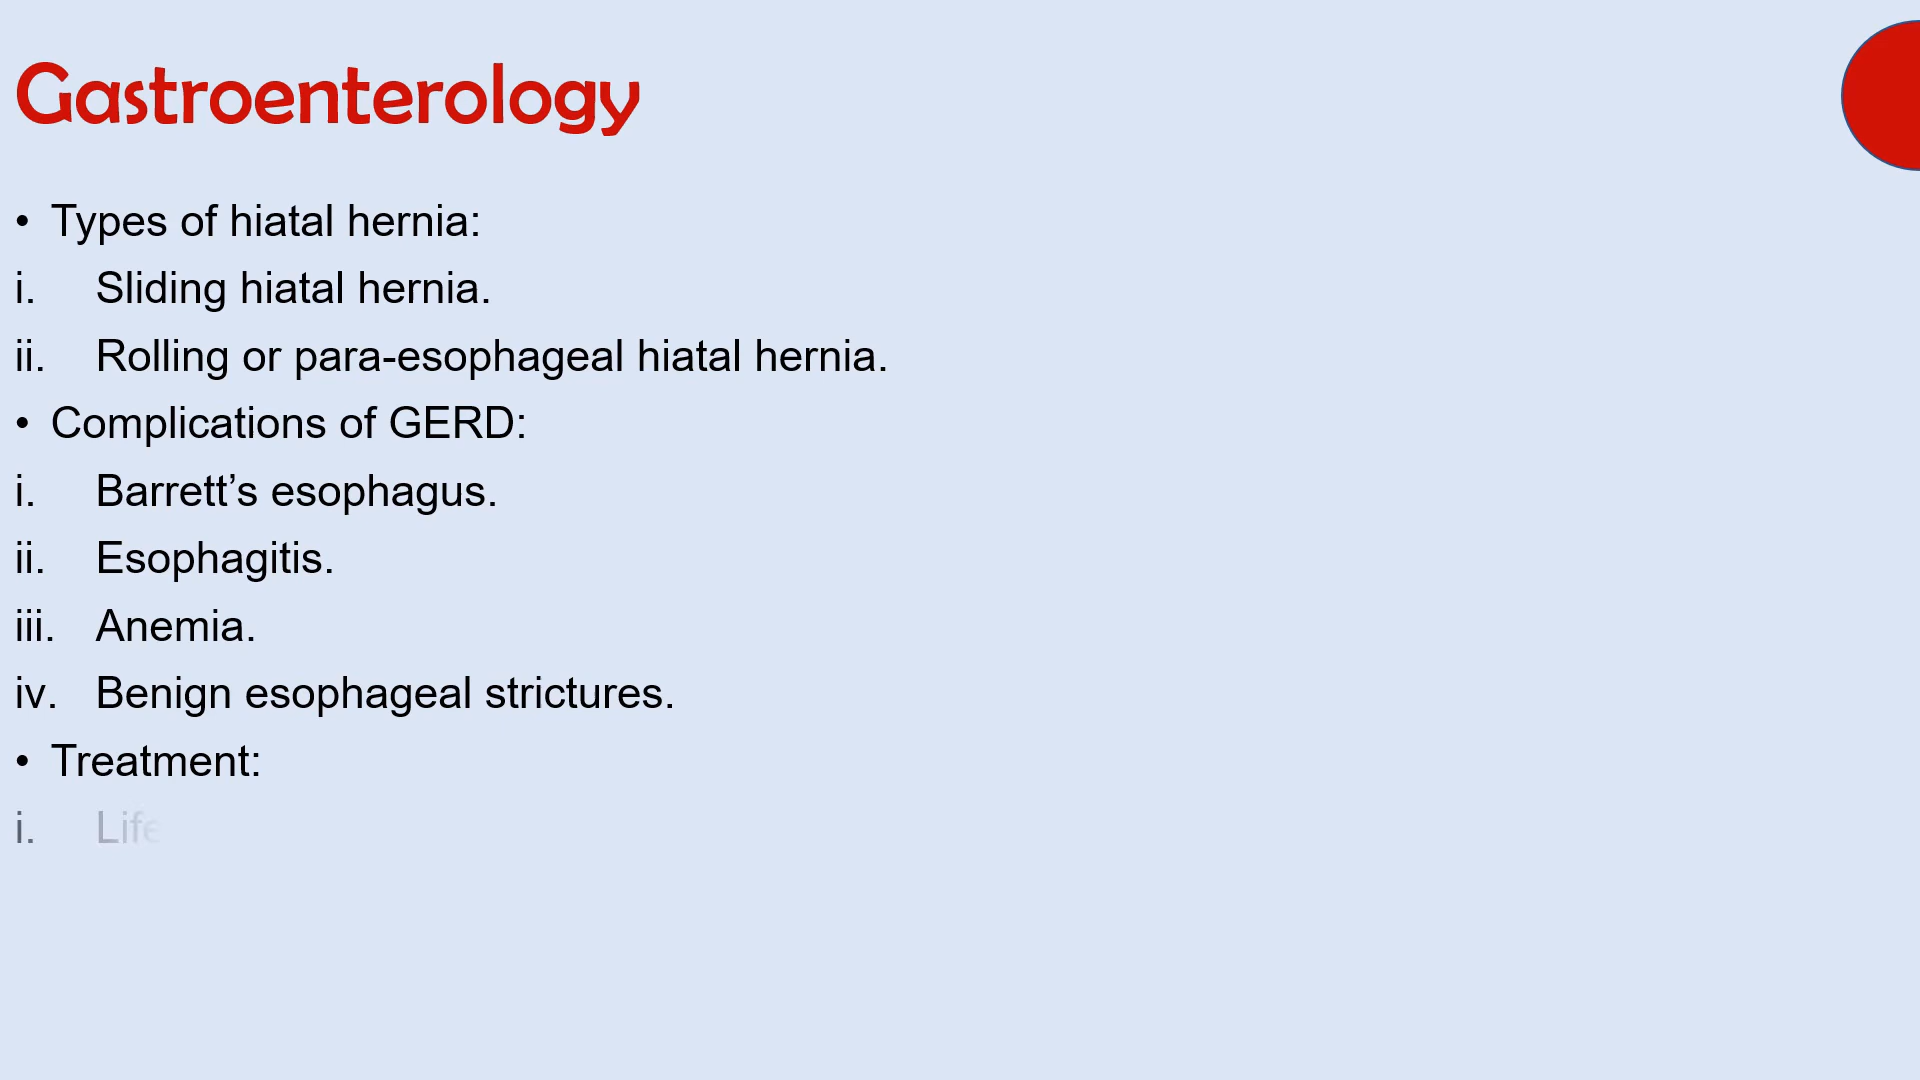 Gastroenterology
• Types of hiatal hernia:
i. Sliding hiatal hernia.
ii. Rolling or para-esophageal hiatal hernia.
• Complications of GERD:
i. Barrett’s esophagus.
ii. Esophagitis.
iii. Anemia.
iv. Benign esophageal strictures.
• Treatment:
i. Life